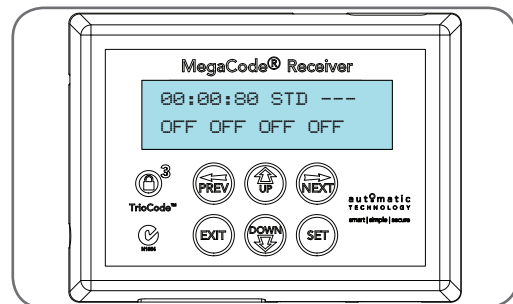 MegaCode® Receiver
00:00:80 STD ---
OFF OFF OFF OFF
3
PREV UP NEXT
TrioCode™
automatic
TECHNOLOGY
smart | simple | secure
EXIT DOWN SET